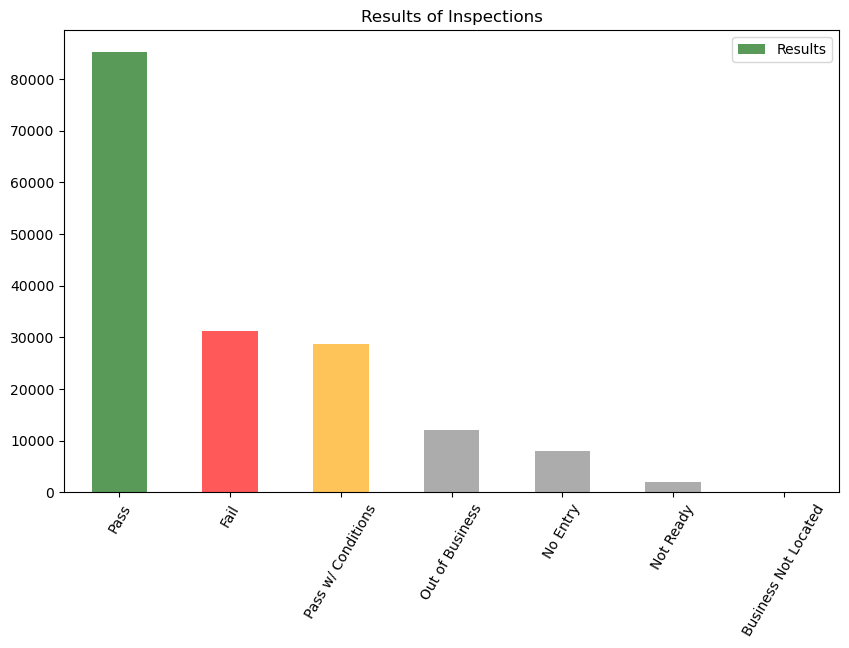 Results of Inspections
Results
80000
70000
60000
50000
40000
30000
20000
10000
0
Pass
Fail
Pass w/ Conditions
Out of Business
No Entry
Not Ready
Business Not Located